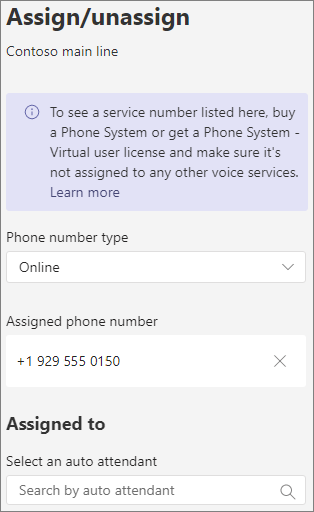 Assign/unassign
Contoso main line
To see a service number listed here, buy
a Phone System or get a Phone System -
Virtual user license and make sure it's
not assigned to any other voice services.
Learn more
Phone number type
Online
Assigned phone number
+1 929 555 0150
Assigned to
Select an auto attendant
Search by auto attendant